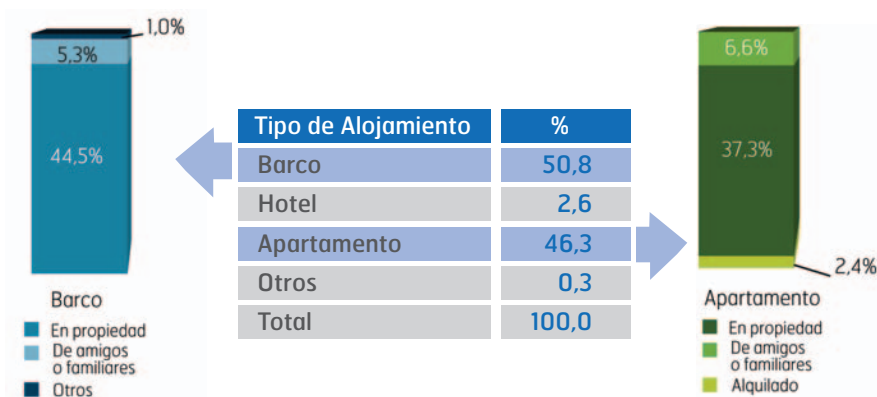 1,0%
5,3%
44,5%
Barco
En propiedad
De amigos
o familiares
Otros
Tipo de Alojamiento %
Barco 50,8
Hotel 2,6
Apartamento 46,3
Otros 0,3
Total 100,0
6,6%
37,3%
2,4%
Apartamento
En propiedad
De amigos
o familiares
Alquilado